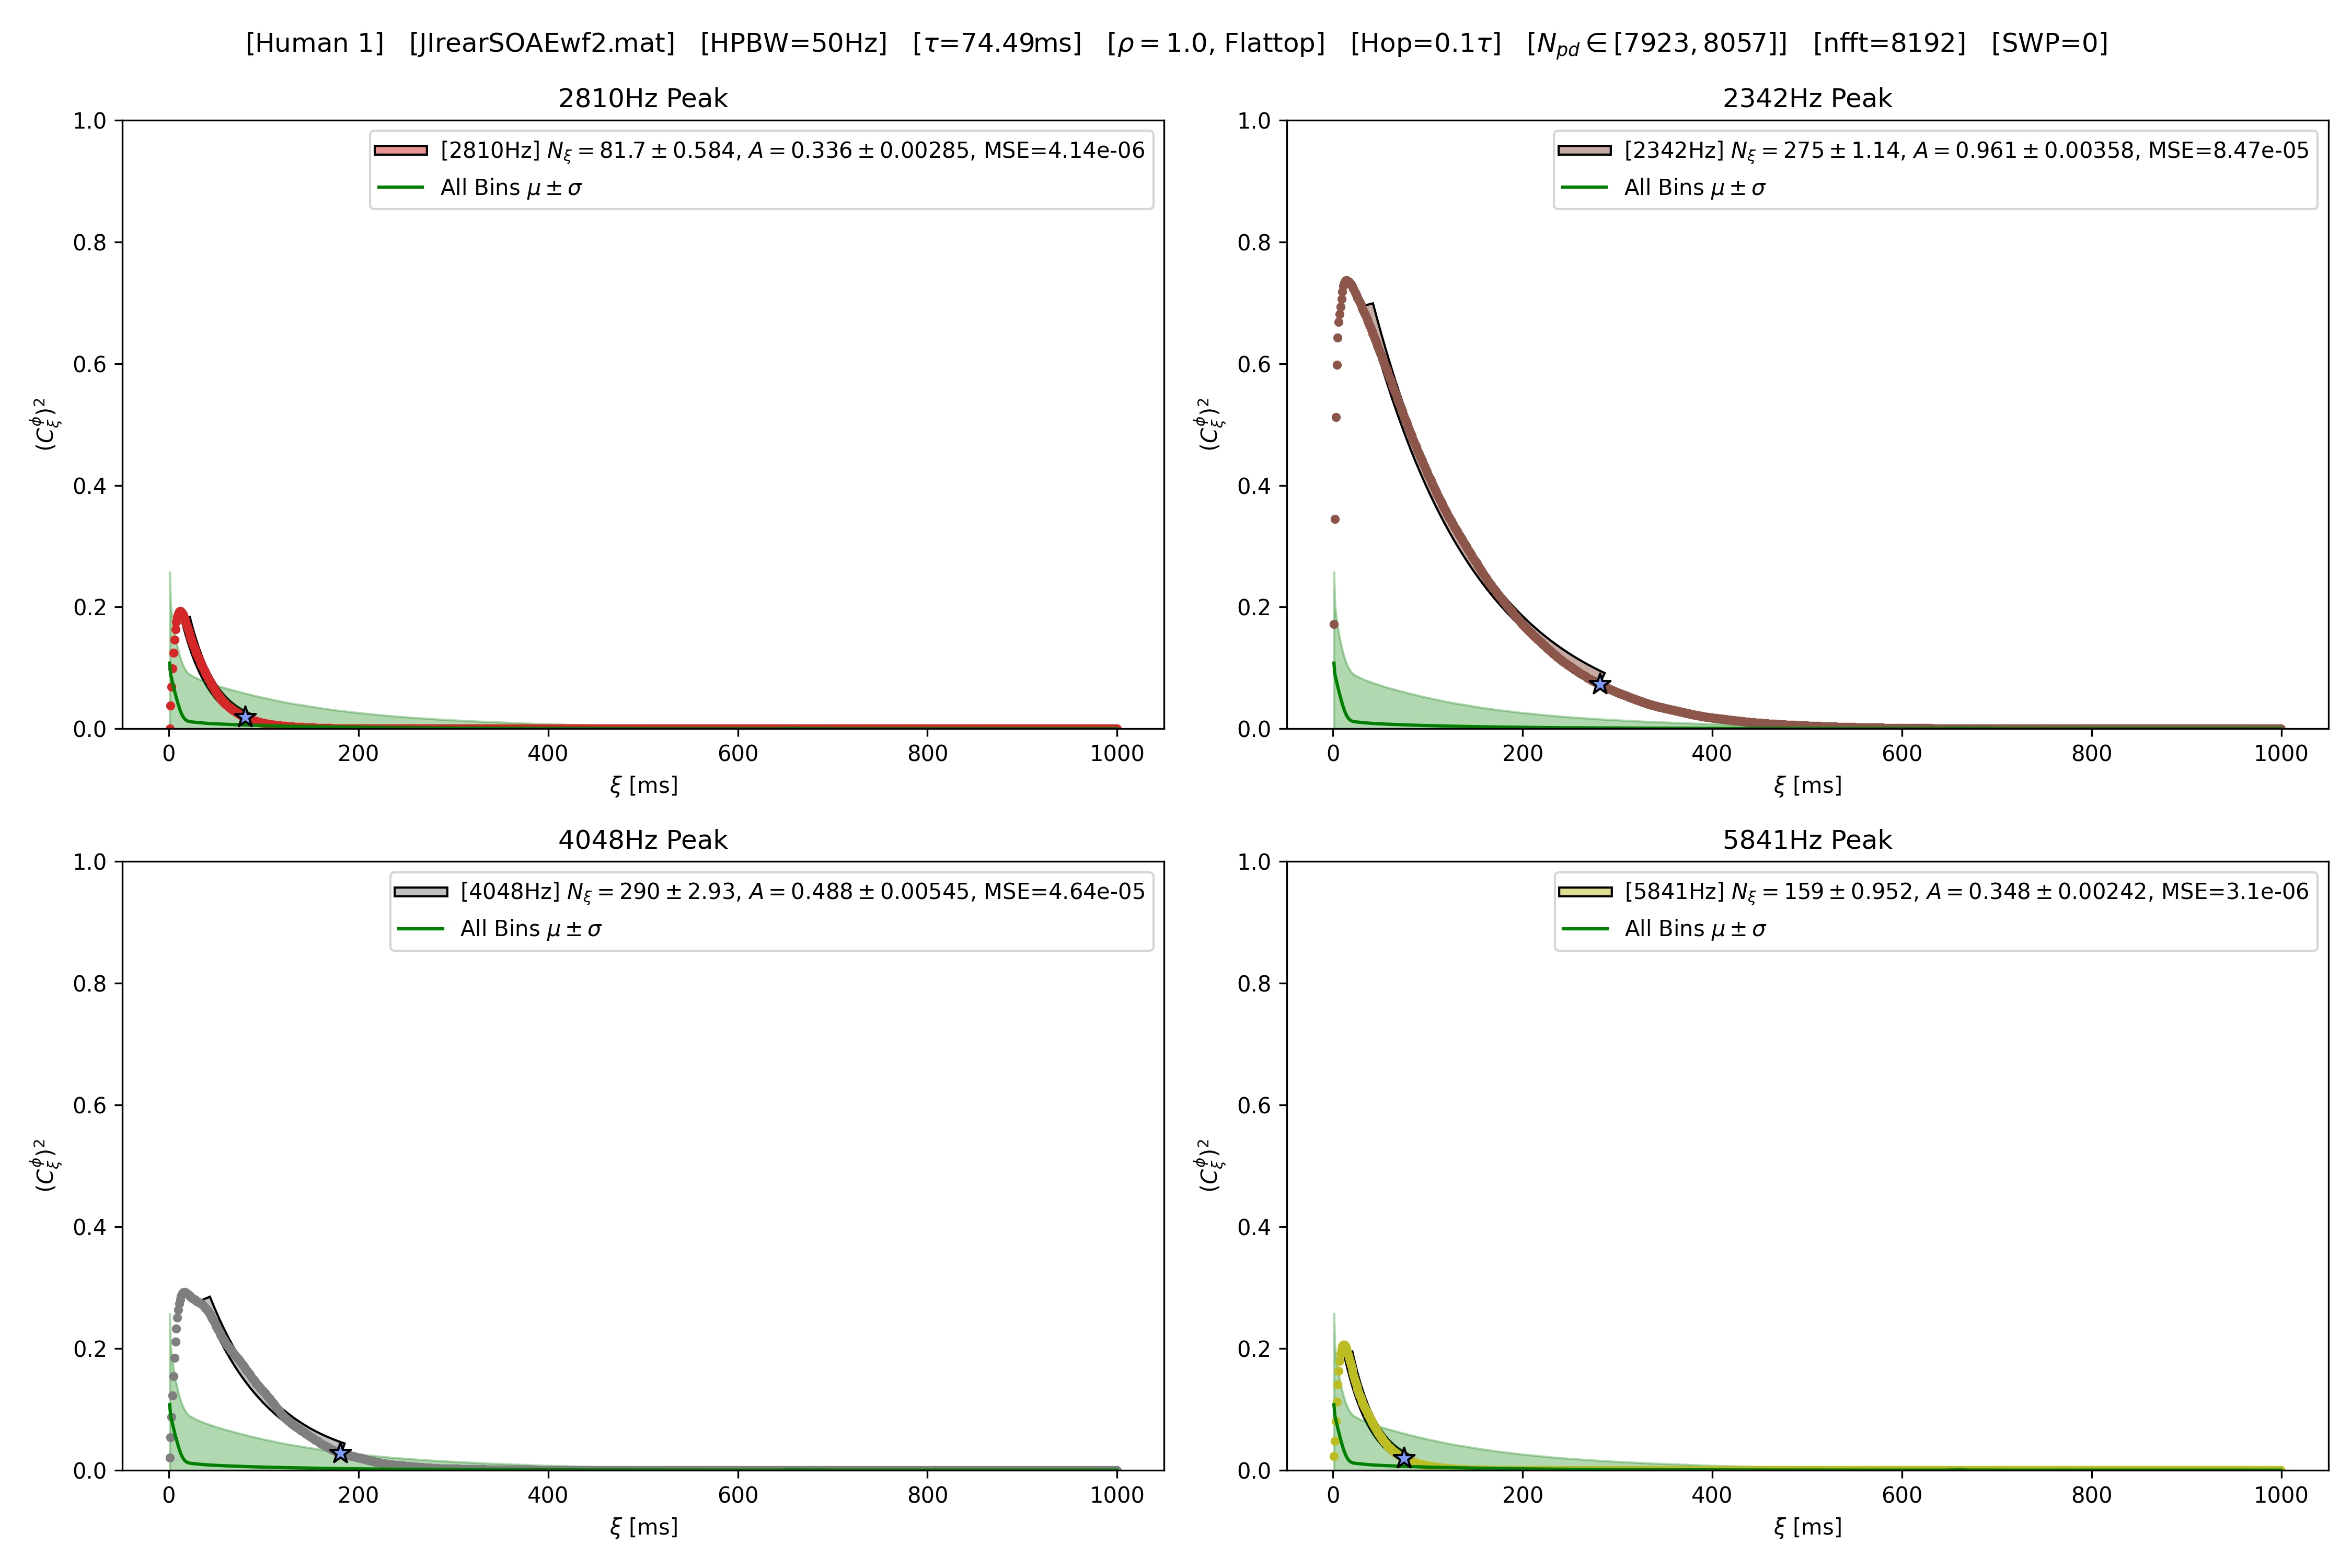 [Human 1] [JIrearSOAEwf2.mat] [HPBW=50Hz] [τ=74.49ms] [ρ = 1.0, Flattop] [Hop=0.1τ] [N_pd ∈ [7923, 8057]] [nfft=8192] [SWP=0]
2810Hz Peak
[2810Hz] N_ξ = 81.7 ± 0.584, A = 0.336 ± 0.00285, MSE=4.14e-06
All Bins μ ± σ
1.0
0.8
0.6
0.4
0.2
0.0
(C_ξ^ϕ)²
0 200 400 600 800 1000
ξ [ms]
2342Hz Peak
[2342Hz] N_ξ = 275 ± 1.14, A = 0.961 ± 0.00358, MSE=8.47e-05
All Bins μ ± σ
1.0
0.8
0.6
0.4
0.2
0.0
(C_ξ^ϕ)²
0 200 400 600 800 1000
ξ [ms]
4048Hz Peak
[4048Hz] N_ξ = 290 ± 2.93, A = 0.488 ± 0.00545, MSE=4.64e-05
All Bins μ ± σ
1.0
0.8
0.6
0.4
0.2
0.0
(C_ξ^ϕ)²
0 200 400 600 800 1000
ξ [ms]
5841Hz Peak
[5841Hz] N_ξ = 159 ± 0.952, A = 0.348 ± 0.00242, MSE=3.1e-06
All Bins μ ± σ
1.0
0.8
0.6
0.4
0.2
0.0
(C_ξ^ϕ)²
0 200 400 600 800 1000
ξ [ms]